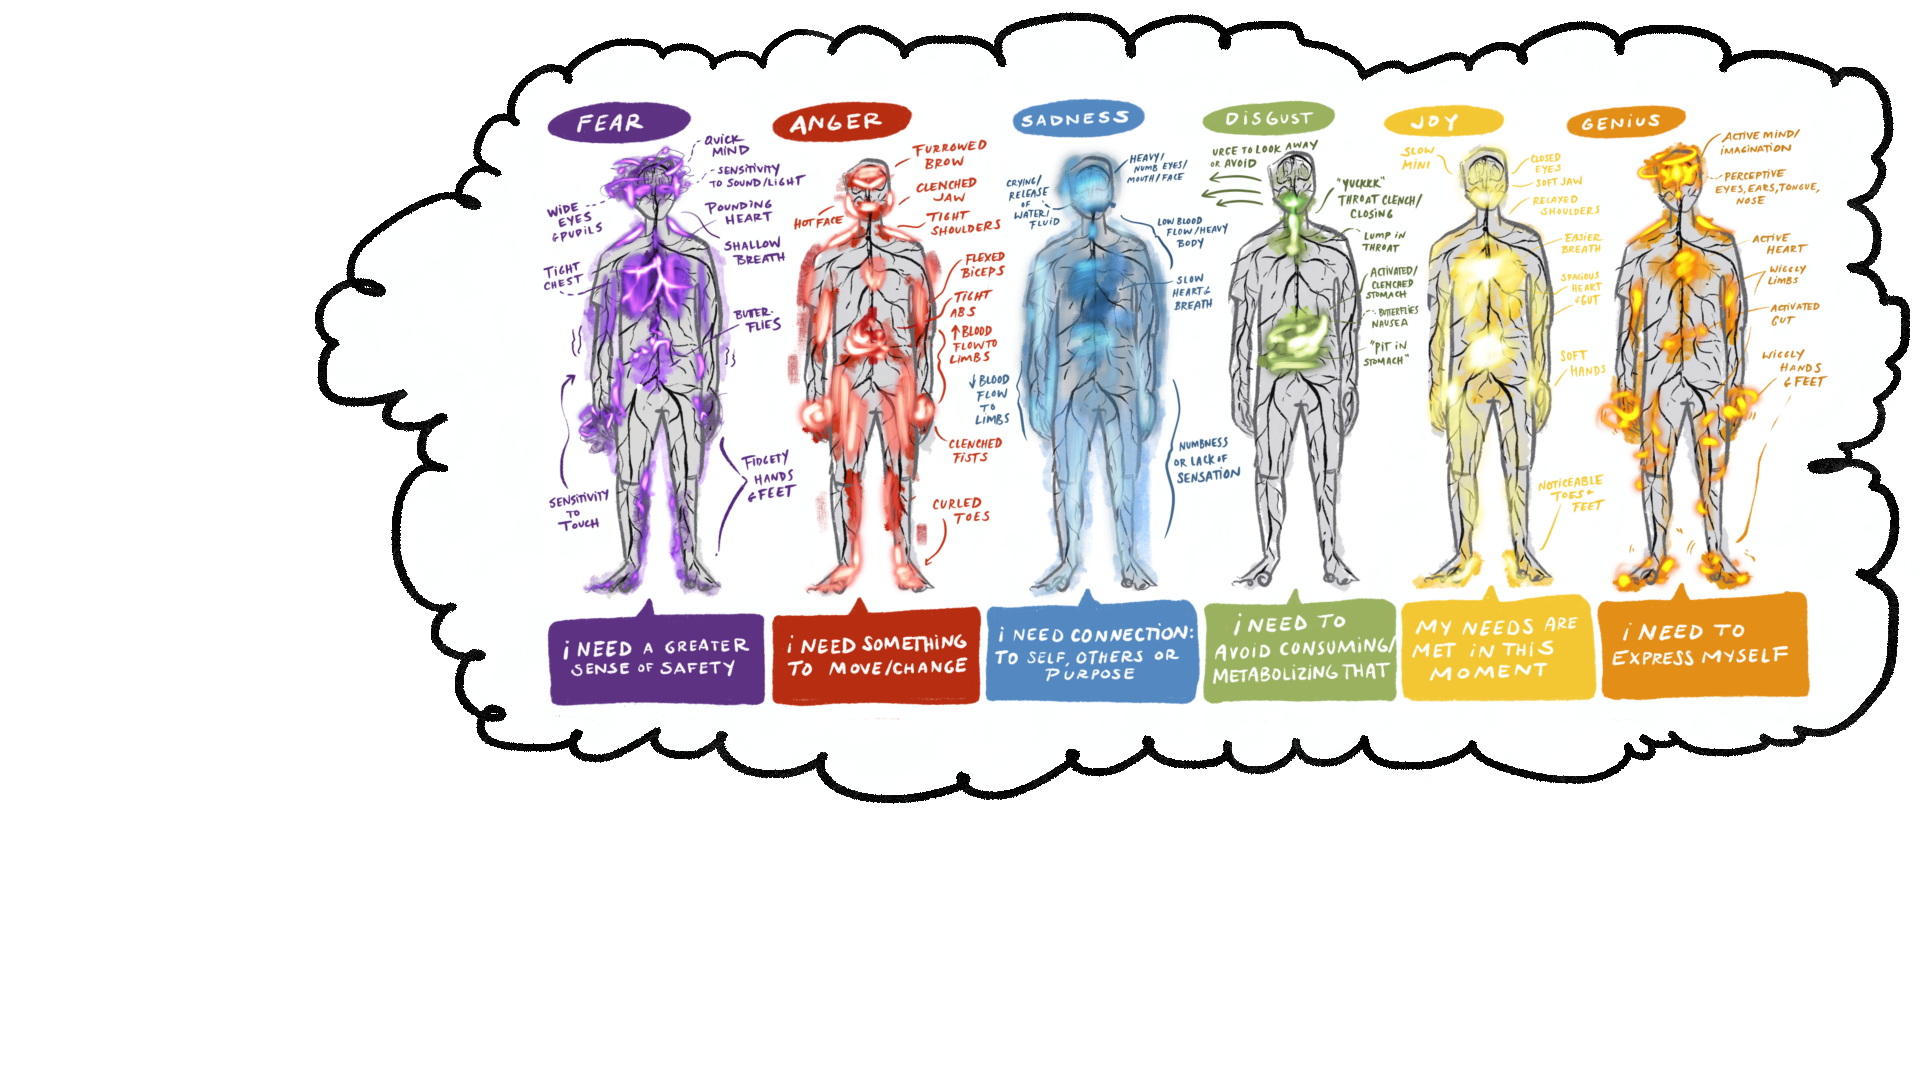 FEAR
QUICK
MIND
SENSITIVITY
TO SOUND/LIGHT
WIDE
EYES
& PUPILS
POUNDING
HEART
SHALLOW
BREATH
TIGHT
CHEST
BUTER-
FLIES
SENSITIVITY
TO
TOUCH
FIDGETY
HANDS
& FEET
i NEED A GREATER
SENSE OF SAFETY
ANGER
FURROWED
BROW
CLENCHED
JAW
HOT FACE
TIGHT
SHOULDERS
FLEXED
BICEPS
TIGHT
ABS
↑ BLOOD
FLOW TO
LIMBS
CLENCHED
FISTS
CURLED
TOES
i NEED SOMETHING
TO MOVE/CHANGE
SADNESS
HEAVY/
NUMB EYES/
MOUTH/FACE
CRYING/
RELEASE
OF
WATER/
FLUID
LOW BLOOD
FLOW/HEAVY
BODY
SLOW
HEART &
BREATH
↓ BLOOD
FLOW
TO
LIMBS
NUMBNESS
OR LACK OF
SENSATION
i NEED CONNECTION:
TO SELF, OTHERS OR
PURPOSE
DISGUST
URGE TO LOOK AWAY
OR AVOID
"YUCKKK"
THROAT CLENCH/
CLOSING
LUMP IN
THROAT
ACTIVATED/
CLENCHED
STOMACH
BUTTERFLIES
NAUSEA
"PIT IN
STOMACH"
i NEED TO
AVOID CONSUMING/
METABOLIZING THAT
JOY
SLOW
MINI
CLOSED
EYES
SOFT JAW
RELAYED
SHOULDERS
EASIER
BREATH
SPAGOUS
HEART
& GUT
SOFT
HANDS
NOTICEABLE
TOES +
FEET
MY NEEDS ARE
MET IN THIS
MOMENT
GENIUS
ACTIVE MIND/
IMAGINATION
PERCEPTIVE
EYES, EARS, TONGUE,
NOSE
ACTIVE
HEART
WIGGLY
LIMBS
ACTIVATED
GUT
WIGGLY
HANDS
& FEET
i NEED TO
EXPRESS MYSELF